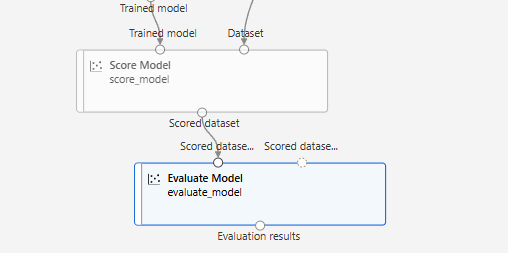 Trained model
Trained model Dataset
Score Model
score_model
Scored dataset
Scored datase... Scored datase...
Evaluate Model
evaluate_model
Evaluation results